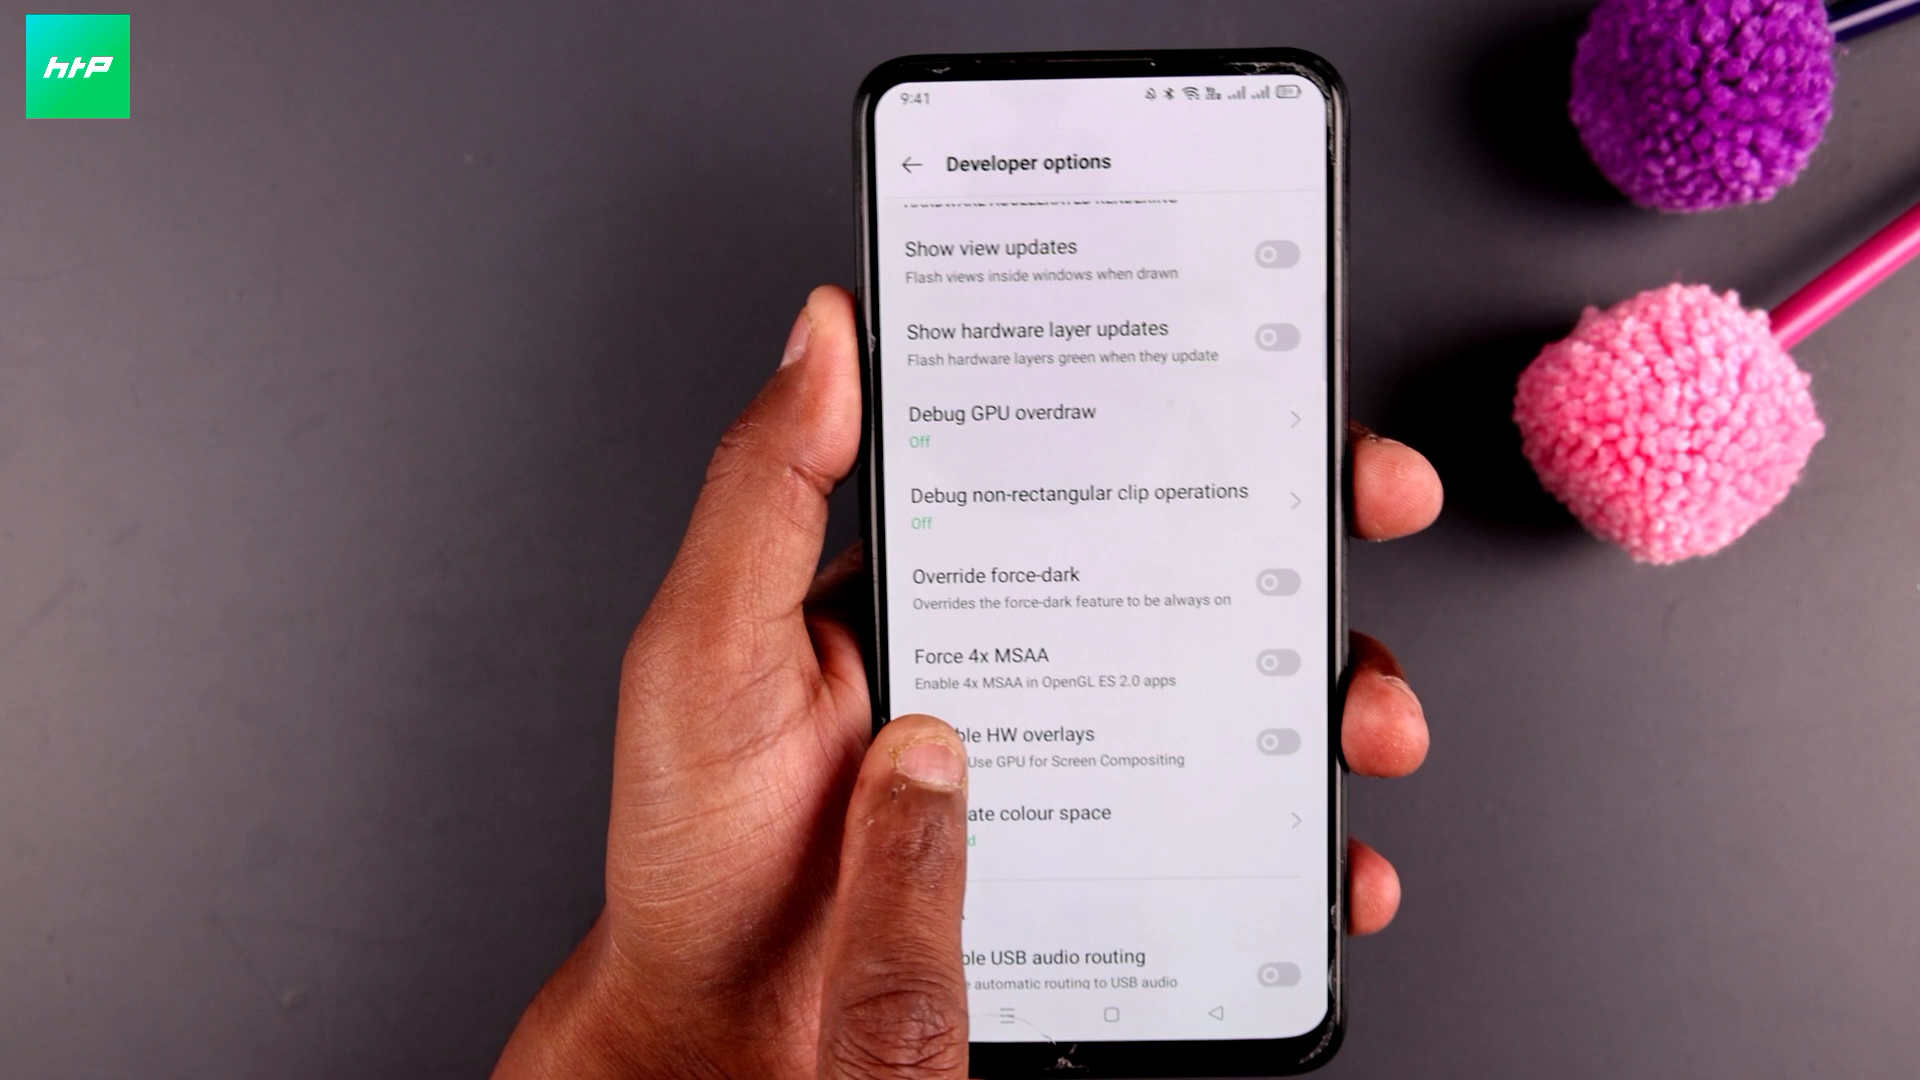 htP
9:41
Developer options
Show view updates
Flash views inside windows when drawn
Show hardware layer updates
Flash hardware layers green when they update
Debug GPU overdraw
Off
Debug non-rectangular clip operations
Off
Override force-dark
Overrides the force-dark feature to be always on
Force 4x MSAA
Enable 4x MSAA in OpenGL ES 2.0 apps
HW overlays
Use GPU for Screen Compositing
colour space
USB audio routing
automatic routing to USB audio